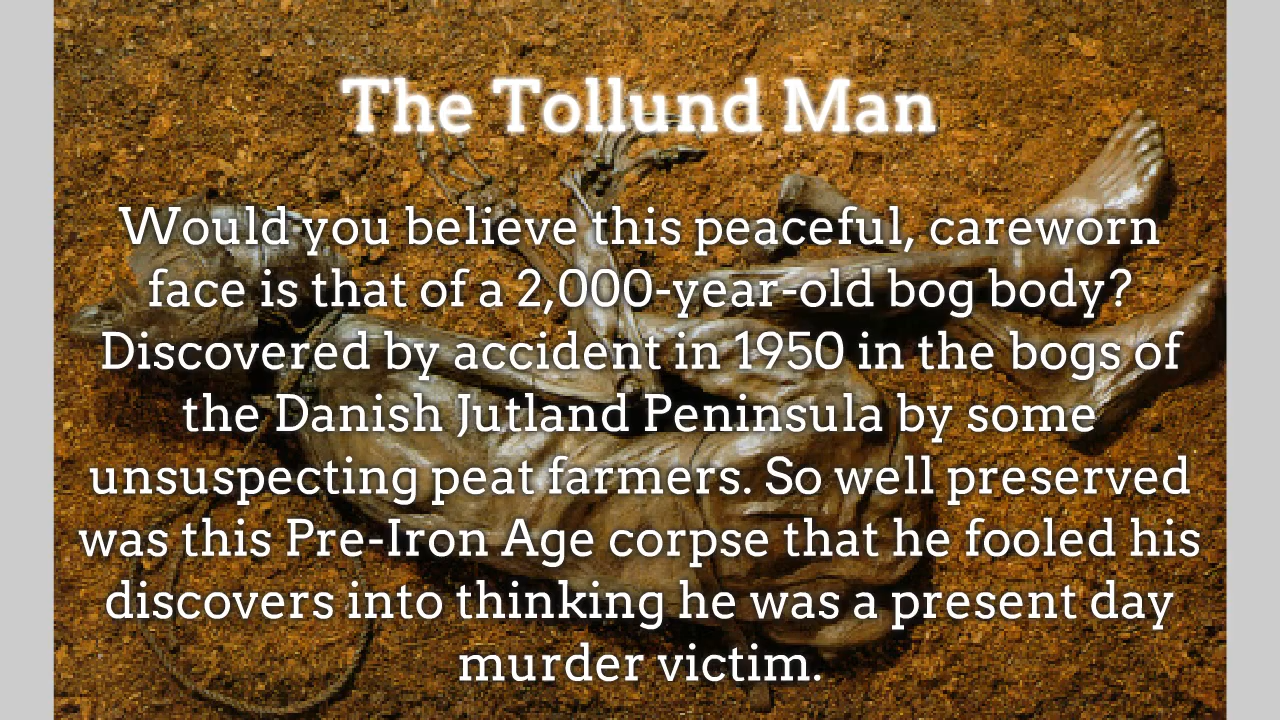 The Tollund Man
Would you believe this peaceful, careworn
face is that of a 2,000-year-old bog body?
Discovered by accident in 1950 in the bogs of
the Danish Jutland Peninsula by some
unsuspecting peat farmers. So well preserved
was this Pre-Iron Age corpse that he fooled his
discovers into thinking he was a present day
murder victim.